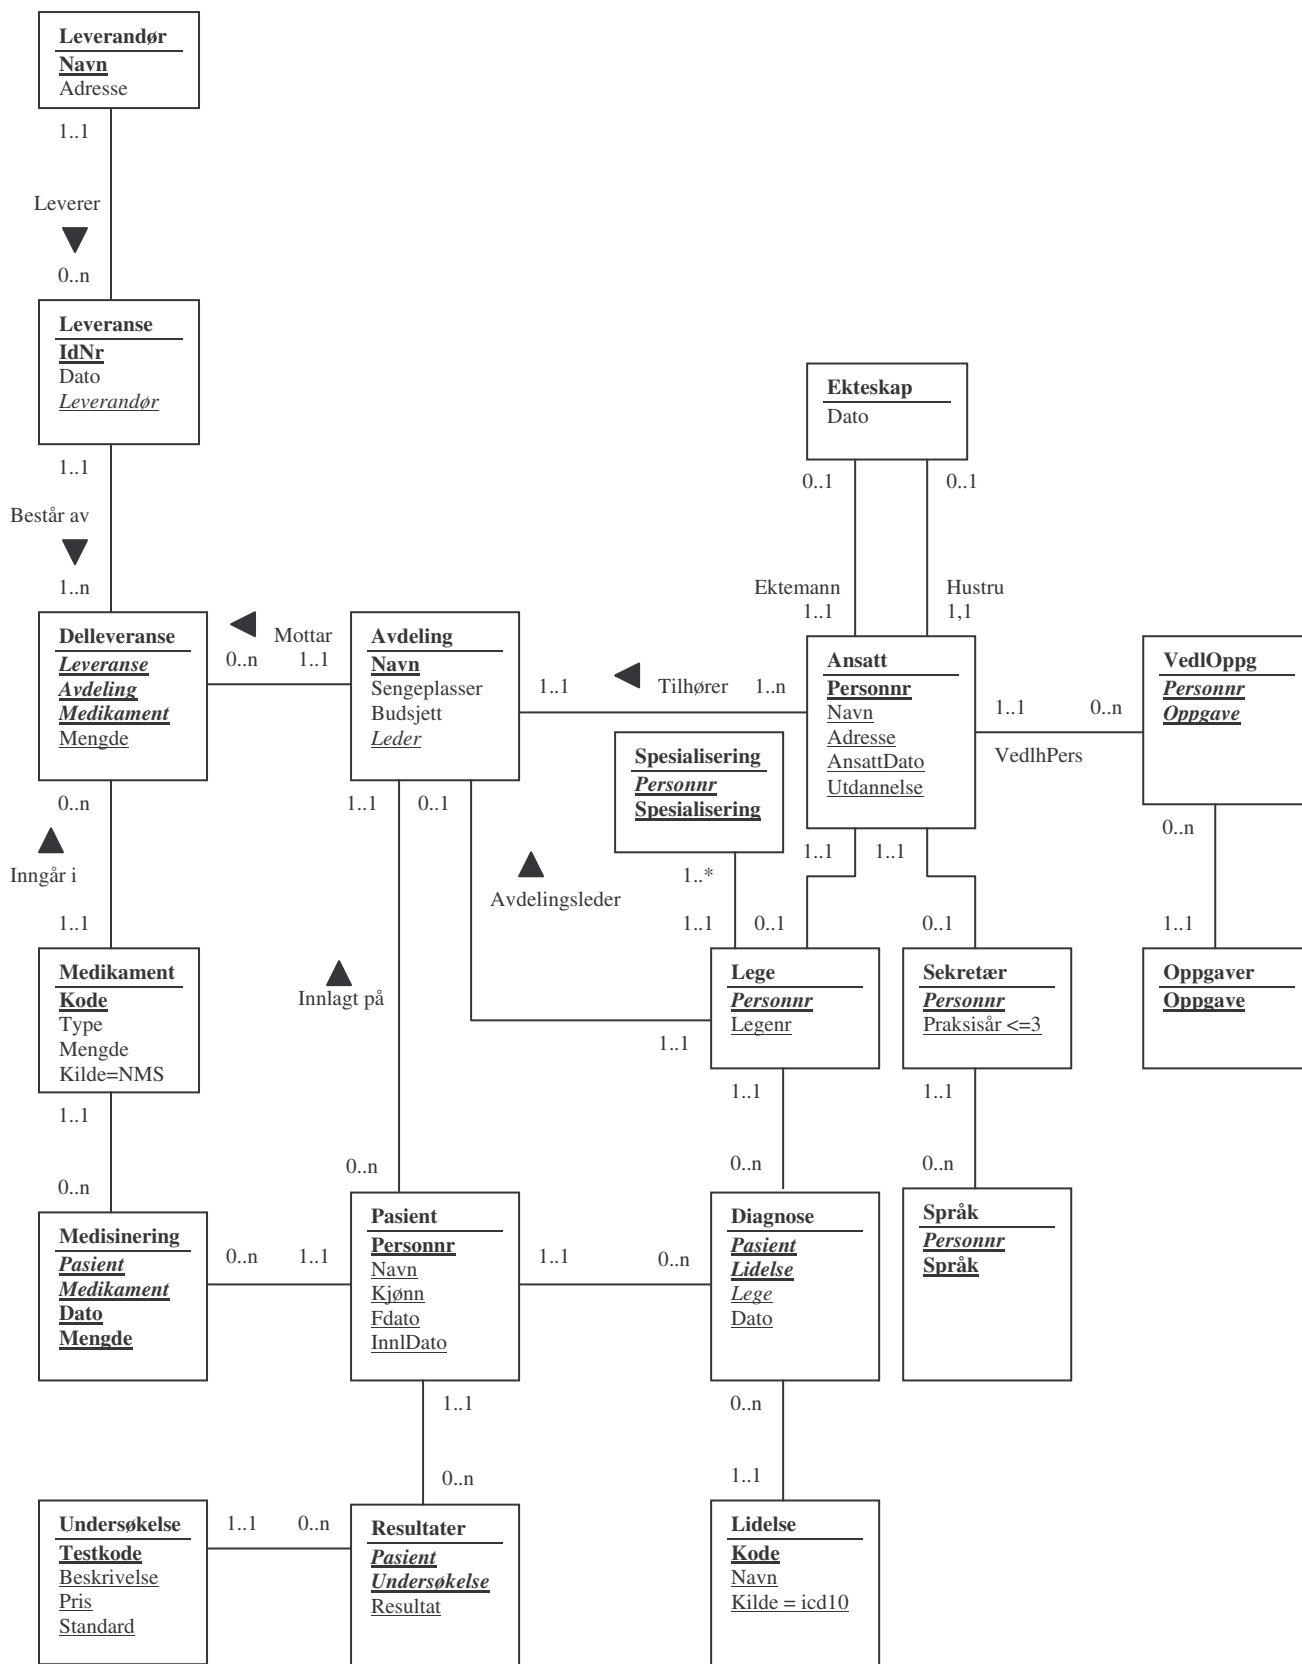 Leverandør
Navn
Adresse
1..1
Leverer
0..n
Leveranse
IdNr
Dato
Leverandør
1..1
Består av
1..n
Ekteskap
Dato
0..1
0..1
Ektemann
1..1
Hustru
1,1
Delleveranse
Leveranse
Avdeling
Medikament
Mengde
Mottar
0..n
1..1
Avdeling
Navn
Sengeplasser
Budsjett
Leder
1..1
Tilhører
1..n
Ansatt
Personnr
Navn
Adresse
AnsattDato
Utdannelse
1..1
0..n
VedlhPers
VedlOppg
Personnr
Oppgave
Spesialisering
Personnr
Spesialisering
0..n
1..1
0..1
1..1
1..1
0..n
Inngår i
Avdelingsleder
1..*
1..1
1..1
0..1
0..1
1..1
Medikament
Kode
Type
Mengde
Kilde=NMS
Innlagt på
Lege
Personnr
Legenr
Sekretær
Personnr
Praksisår <=3
Oppgaver
Oppgave
1..1
1..1
1..1
1..1
0..n
0..n
0..n
0..n
Medisinering
Pasient
Medikament
Dato
Mengde
0..n
1..1
Pasient
Personnr
Navn
Kjønn
Fdato
InnlDato
1..1
0..n
Diagnose
Pasient
Lidelse
Lege
Dato
Språk
Personnr
Språk
1..1
0..n
0..n
1..1
Undersøkelse
Testkode
Beskrivelse
Pris
Standard
1..1
0..n
Resultater
Pasient
Undersøkelse
Resultat
Lidelse
Kode
Navn
Kilde = icd10